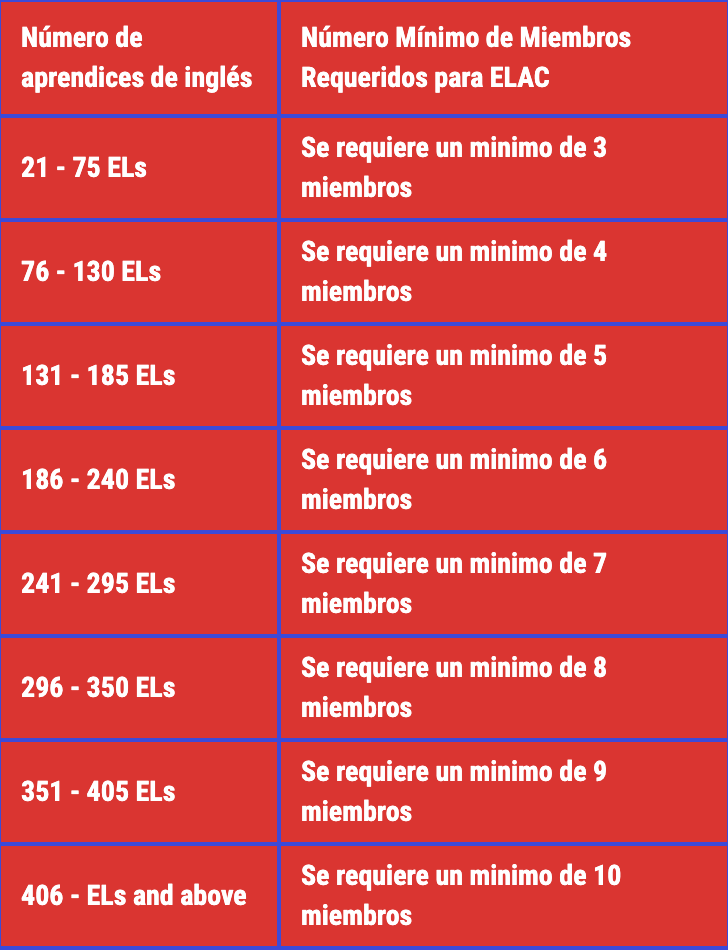 Número de
aprendices de inglés
Número Mínimo de Miembros
Requeridos para ELAC
21 - 75 ELs
Se requiere un minimo de 3
miembros
76 - 130 ELs
Se requiere un minimo de 4
miembros
131 - 185 ELs
Se requiere un minimo de 5
miembros
186 - 240 ELs
Se requiere un minimo de 6
miembros
241 - 295 ELs
Se requiere un minimo de 7
miembros
296 - 350 ELs
Se requiere un minimo de 8
miembros
351 - 405 ELs
Se requiere un minimo de 9
miembros
406 - ELs and above
Se requiere un minimo de 10
miembros